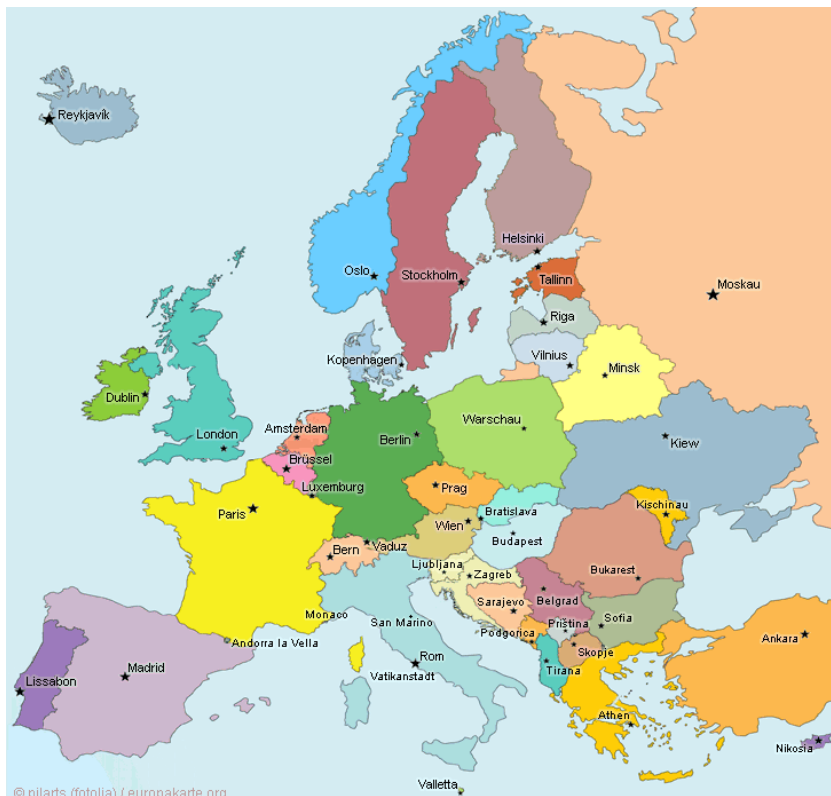 Reykjavík
Oslo
Stockholm
Helsinki
Tallinn
Moskau
Riga
Vilnius
Minsk
Kopenhagen
Dublin
London
Amsterdam
Berlin
Warschau
Kiew
Brüssel
Luxemburg
Prag
Paris
Kischinau
Bratislava
Wien
Budapest
Bern
Vaduz
Ljubljana
Zagreb
Bukarest
Belgrad
Sarajevo
Monaco
San Marino
Priština
Sofia
Podgorica
Andorra la Vella
Skopje
Ankara
Rom
Madrid
Vatikanstadt
Tirana
Lissabon
Athen
Nikosia
Valletta
© pilarts (fotolia) / europakarte.org